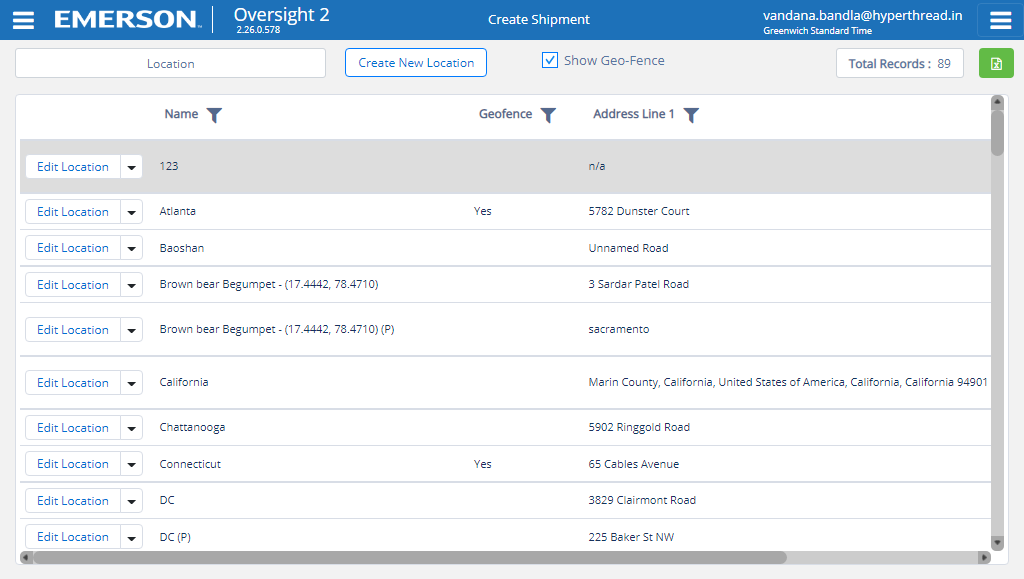 EMERSON Oversight 2
2.26.0.578
Create Shipment
vandana.bandla@hyperthread.in
Greenwich Standard Time
Location
Create New Location
Show Geo-Fence
Total Records : 89
Name Geofence Address Line 1
Edit Location 123 n/a
Edit Location Atlanta Yes 5782 Dunster Court
Edit Location Baoshan Unnamed Road
Edit Location Brown bear Begumpet - (17.4442, 78.4710) 3 Sardar Patel Road
Edit Location Brown bear Begumpet - (17.4442, 78.4710) (P) sacramento
Edit Location California Marin County, California, United States of America, California, California 94901
Edit Location Chattanooga 5902 Ringgold Road
Edit Location Connecticut Yes 65 Cables Avenue
Edit Location DC 3829 Clairmont Road
Edit Location DC (P) 225 Baker St NW